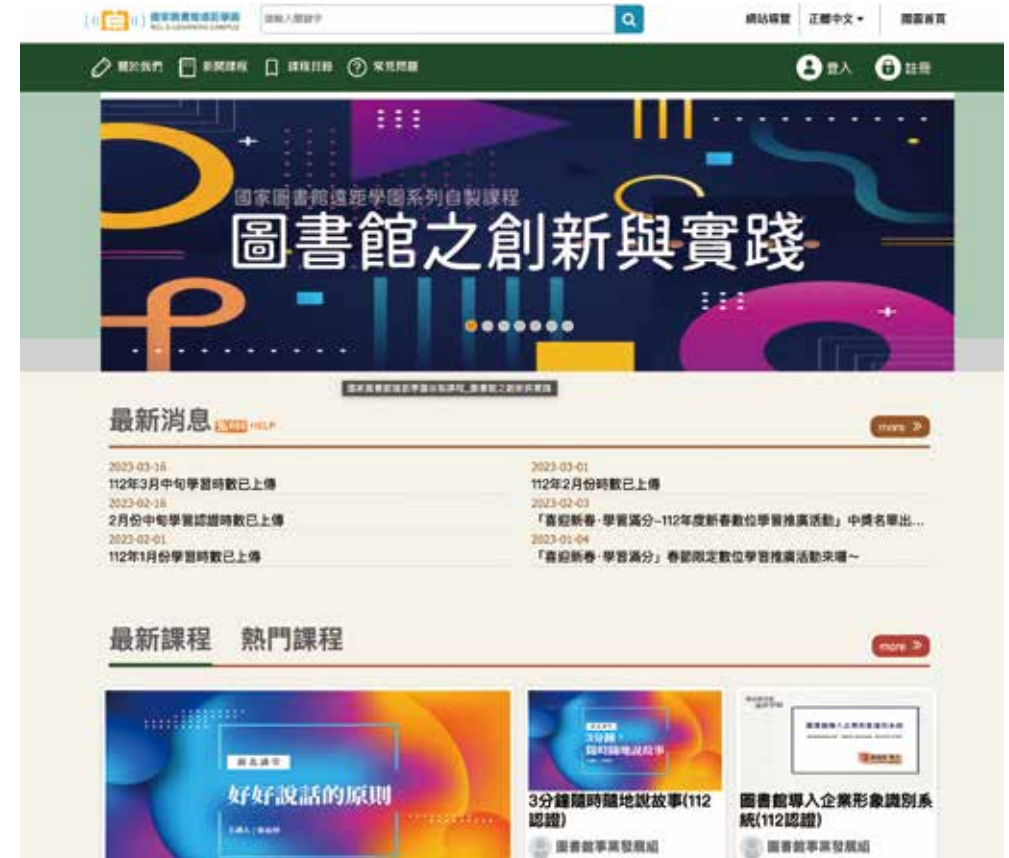 國家圖書館遠距學園
NCL E-LEARNING CAMPUS
請輸入關鍵字
網站導覽
正體中文
國圖首頁
關於我們
新聞課程
課程目錄
常見問題
登入
註冊
國家圖書館遠距學園系列自製課程
圖書館之創新與實踐
最新消息
HELP
more
2023-03-16
112年3月中旬學習時數已上傳
2023-03-01
112年2月份時數已上傳
2023-02-16
2月份中旬學習認證時數已上傳
2023-02-03
「喜迎新春‧學習滿分–112年度新春數位學習推廣活動」中獎名單出...
2023-02-01
112年1月份學習時數已上傳
2023-01-04
「喜迎新春‧學習滿分」春節限定數位學習推廣活動來囉～
最新課程
熱門課程
more
好好說話的原則
3分鐘、
隨時隨地說故事
3分鐘隨時隨地說故事(112
認證)
圖書館事業發展組
圖書館導入企業形象識別系
統(112認證)
圖書館事業發展組